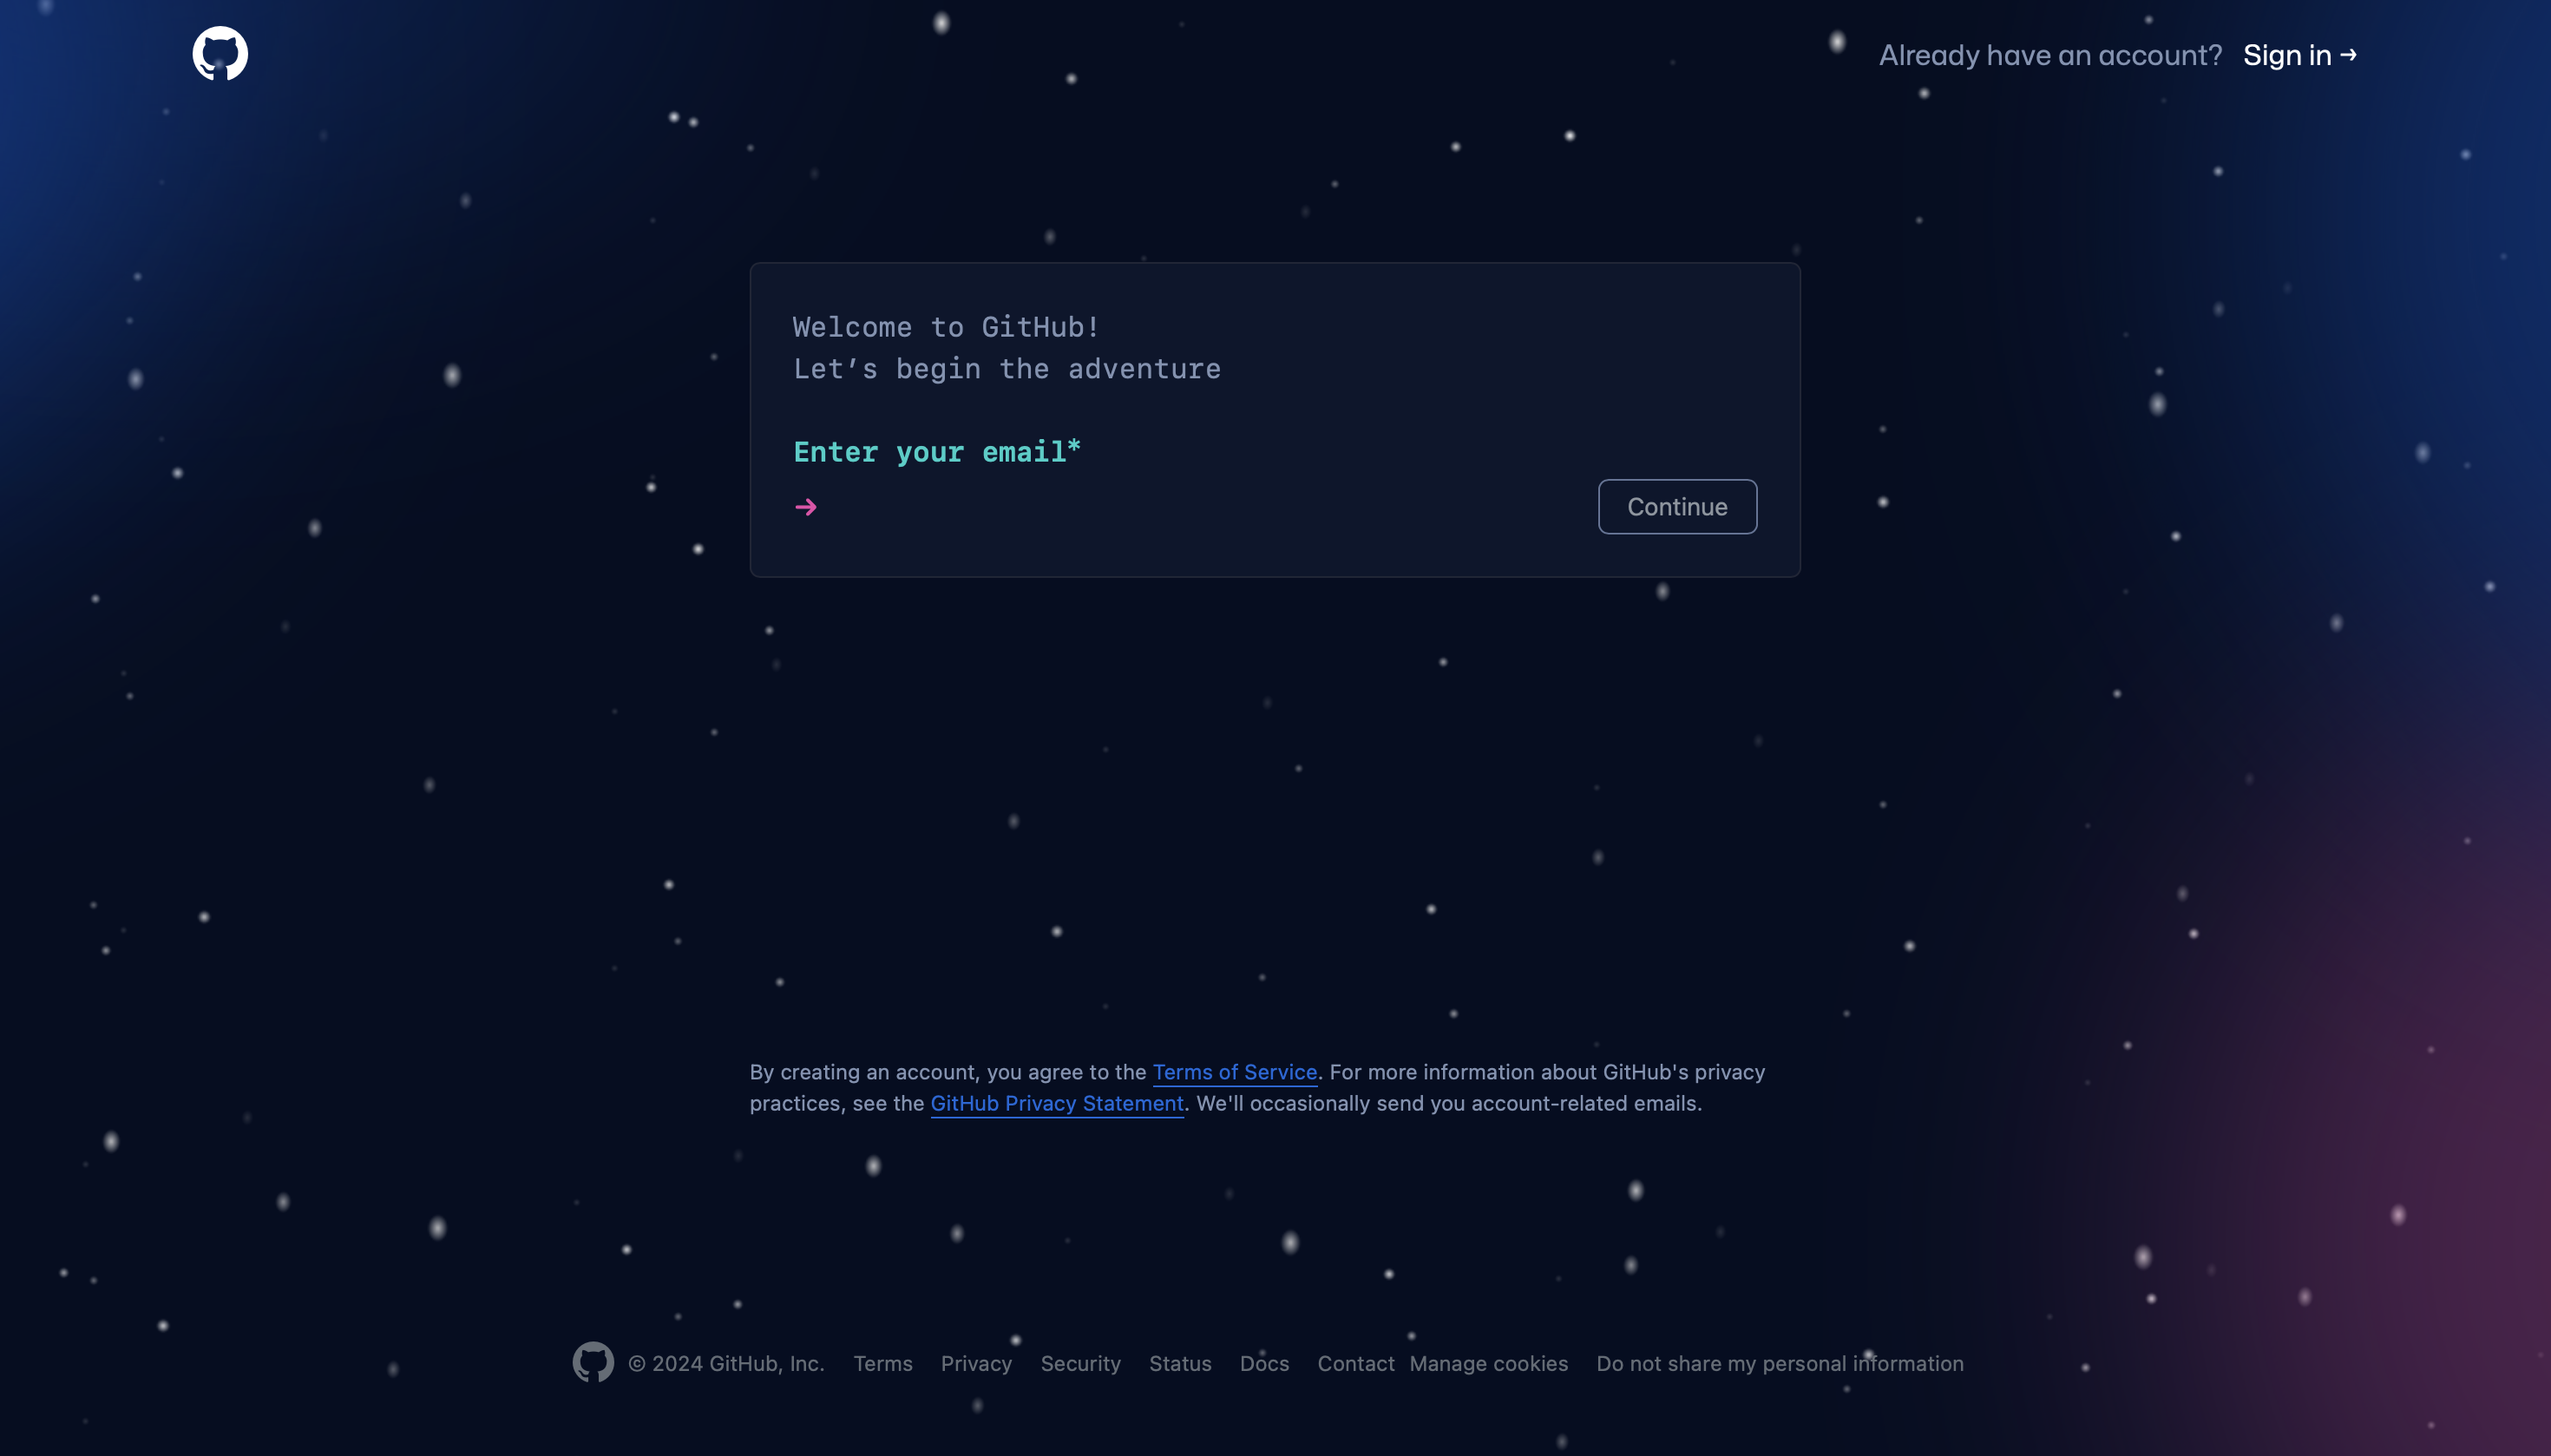 Already have an account? Sign in →
Welcome to GitHub!
Let’s begin the adventure
Enter your email*
→
Continue
By creating an account, you agree to the Terms of Service. For more information about GitHub's privacy
practices, see the GitHub Privacy Statement. We'll occasionally send you account-related emails.
© 2024 GitHub, Inc. Terms Privacy Security Status Docs Contact Manage cookies Do not share my personal information